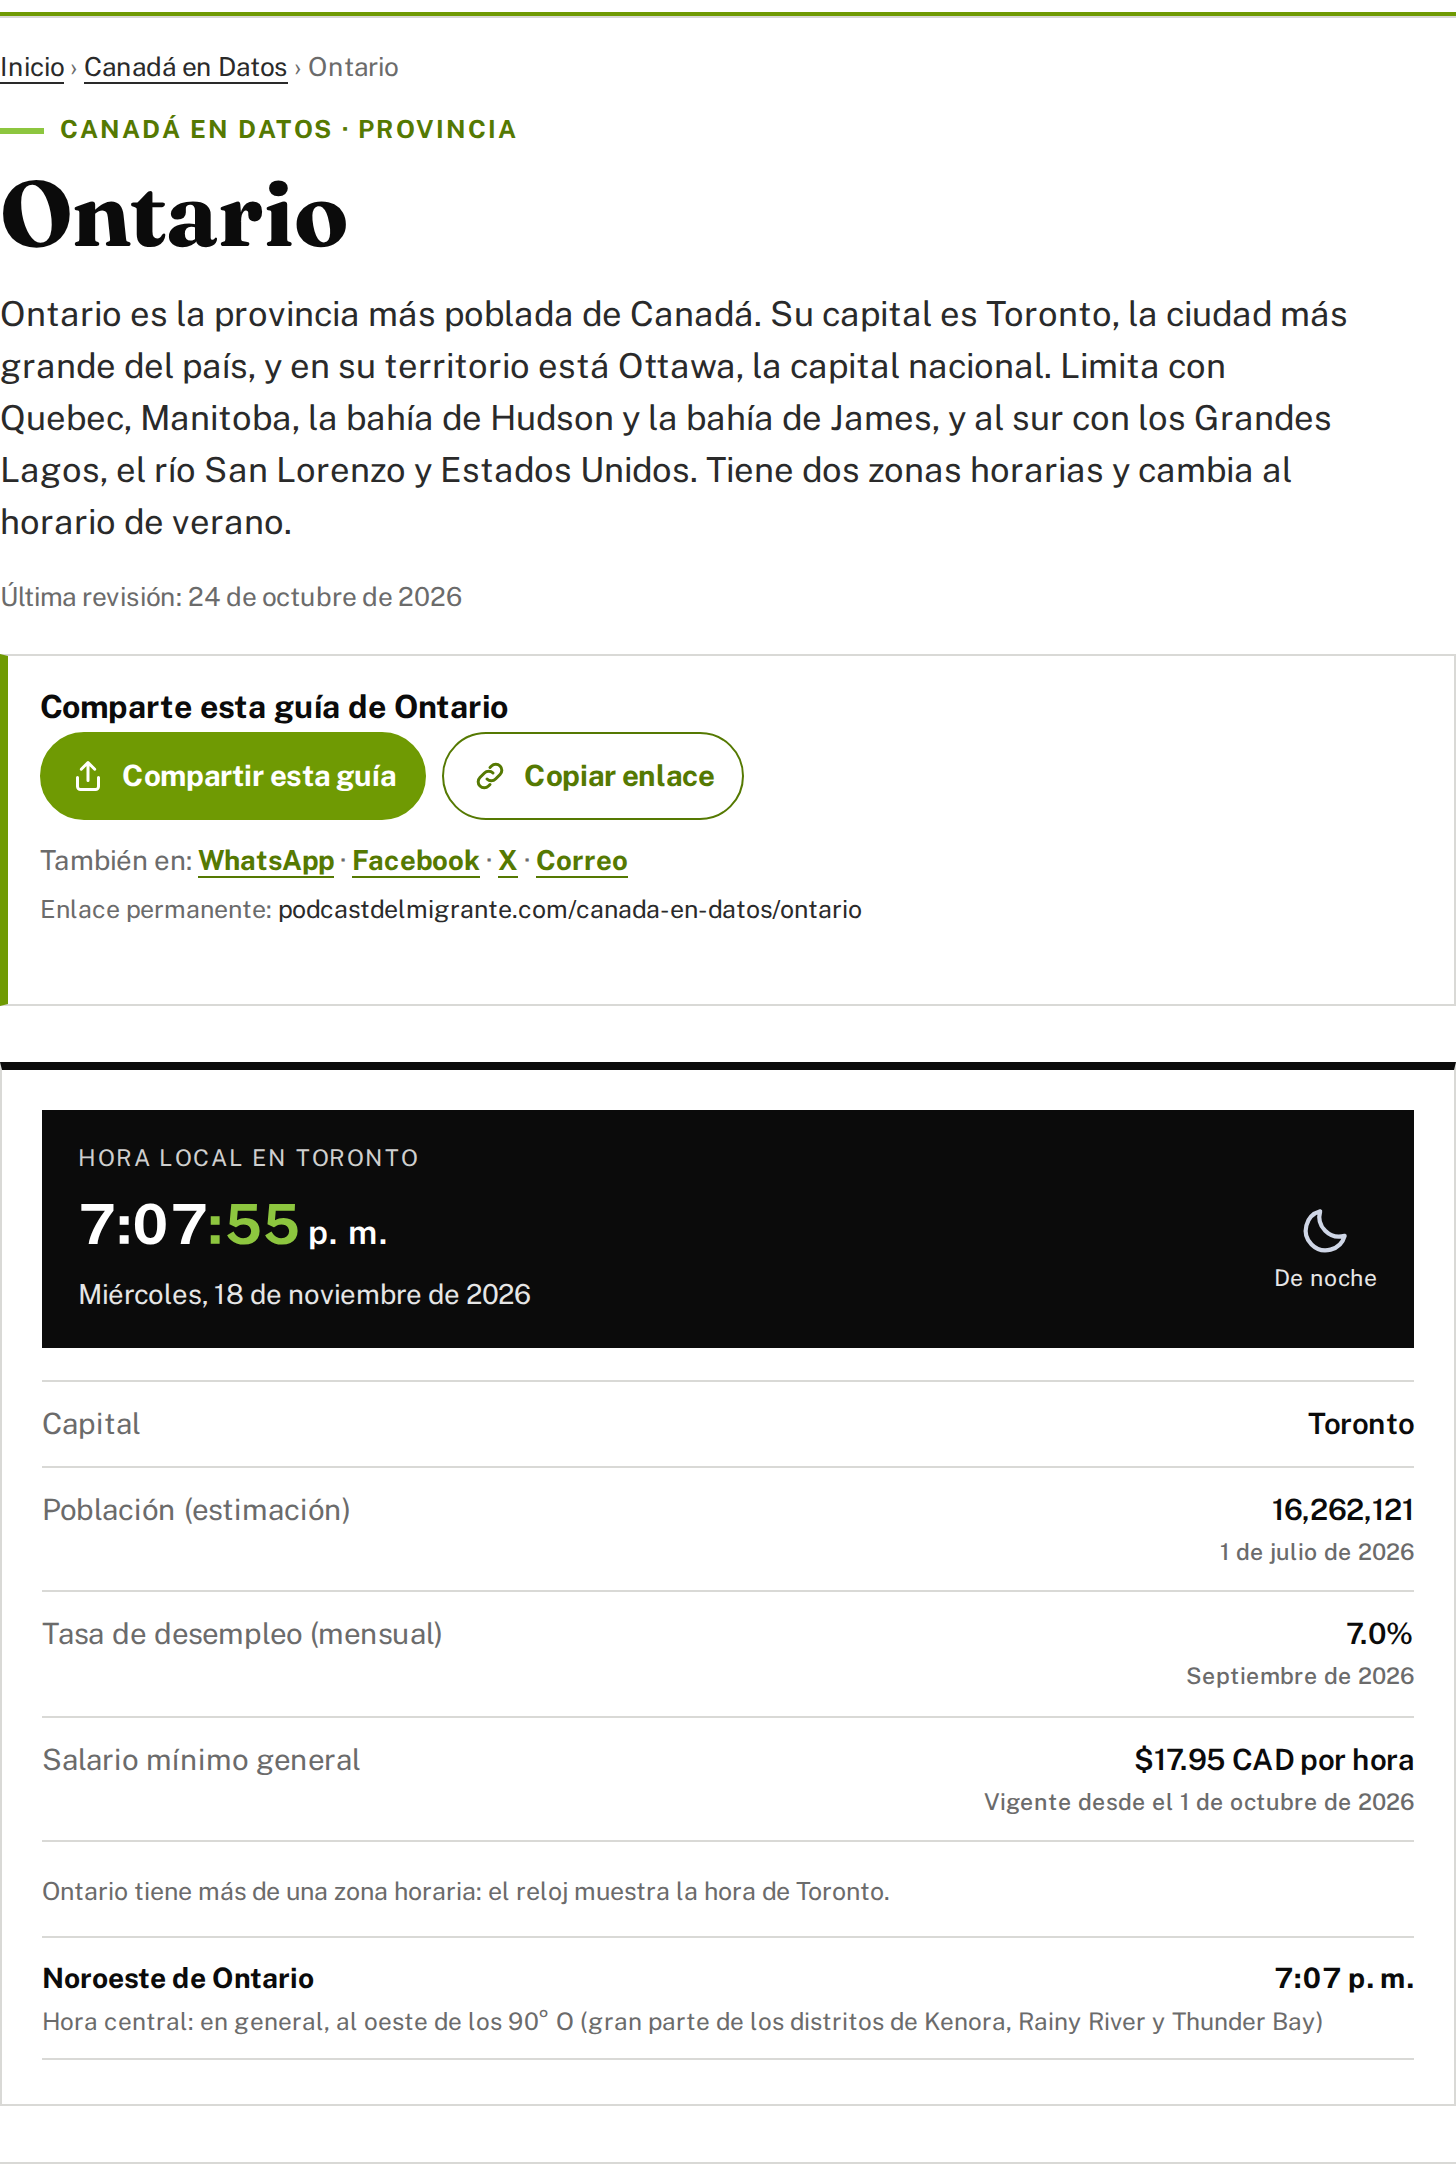 Inicio › Canadá en Datos › Ontario
CANADÁ EN DATOS · PROVINCIA
Ontario
Ontario es la provincia más poblada de Canadá. Su capital es Toronto, la ciudad más
grande del país, y en su territorio está Ottawa, la capital nacional. Limita con
Quebec, Manitoba, la bahía de Hudson y la bahía de James, y al sur con los Grandes
Lagos, el río San Lorenzo y Estados Unidos. Tiene dos zonas horarias y cambia al
horario de verano.
Última revisión: 24 de octubre de 2026
Comparte esta guía de Ontario
Compartir esta guía
Copiar enlace
También en: WhatsApp · Facebook · X · Correo
Enlace permanente: podcastdelmigrante.com/canada-en-datos/ontario
HORA LOCAL EN TORONTO
7:07:55 p. m.
De noche
Miércoles, 18 de noviembre de 2026
Capital Toronto
Población (estimación) 16,262,121
1 de julio de 2026
Tasa de desempleo (mensual) 7.0%
Septiembre de 2026
Salario mínimo general $17.95 CAD por hora
Vigente desde el 1 de octubre de 2026
Ontario tiene más de una zona horaria: el reloj muestra la hora de Toronto.
Noroeste de Ontario 7:07 p. m.
Hora central: en general, al oeste de los 90° O (gran parte de los distritos de Kenora, Rainy River y Thunder Bay)